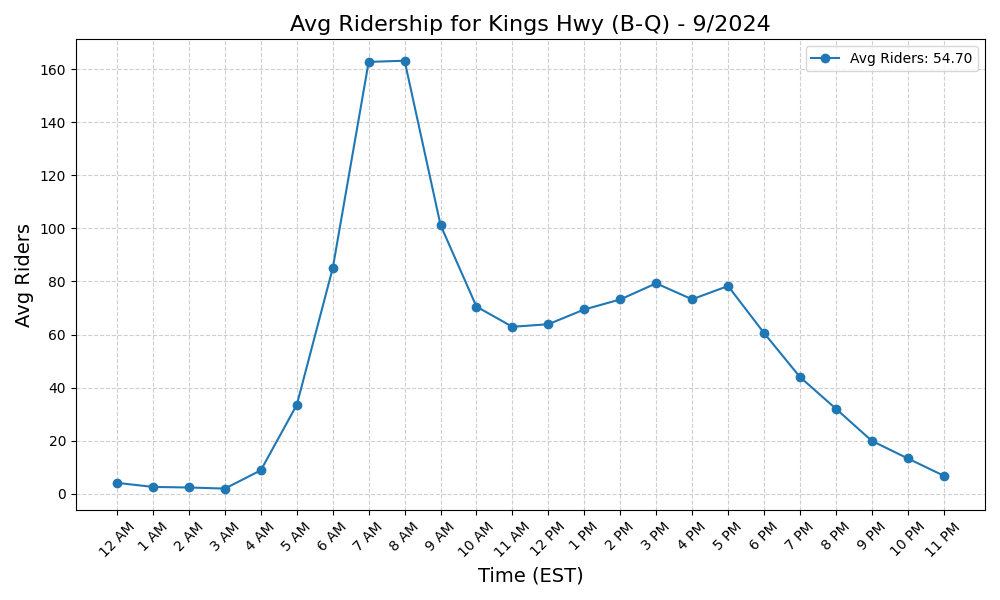 Avg Ridership for Kings Hwy (B-Q) - 9/2024
Avg Riders: 54.70
Avg Riders
160
140
120
100
80
60
40
20
0
12 AM
1 AM
2 AM
3 AM
4 AM
5 AM
6 AM
7 AM
8 AM
9 AM
10 AM
11 AM
12 PM
1 PM
2 PM
3 PM
4 PM
5 PM
6 PM
7 PM
8 PM
9 PM
10 PM
11 PM
Time (EST)